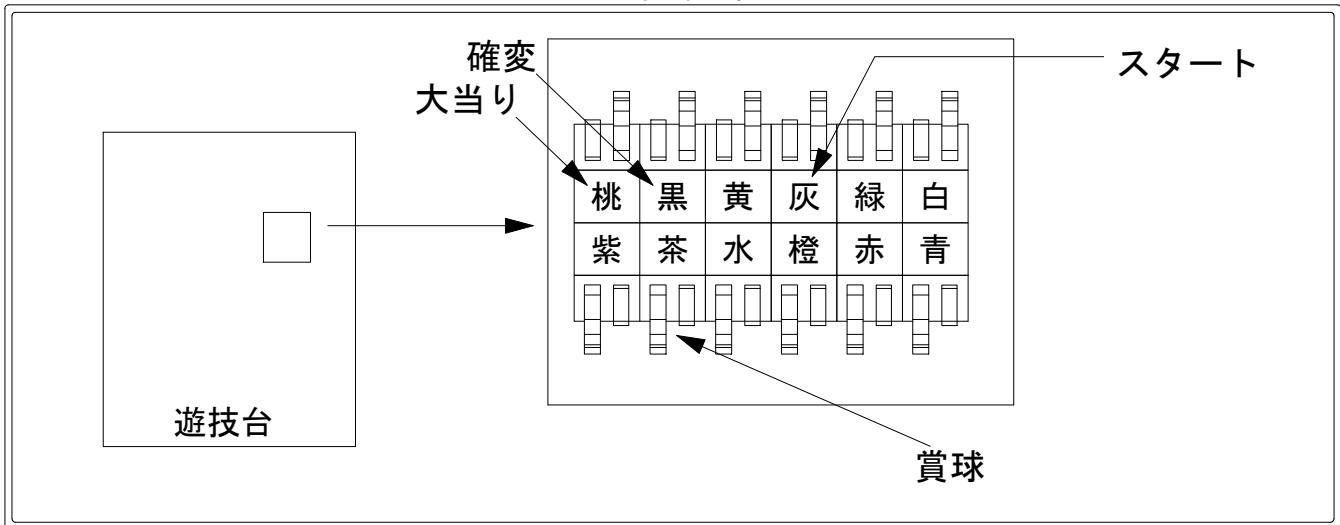 確変
大当り
スタート
桃 黒 黄 灰 緑 白
紫 茶 水 橙 赤 青
遊技台
賞球